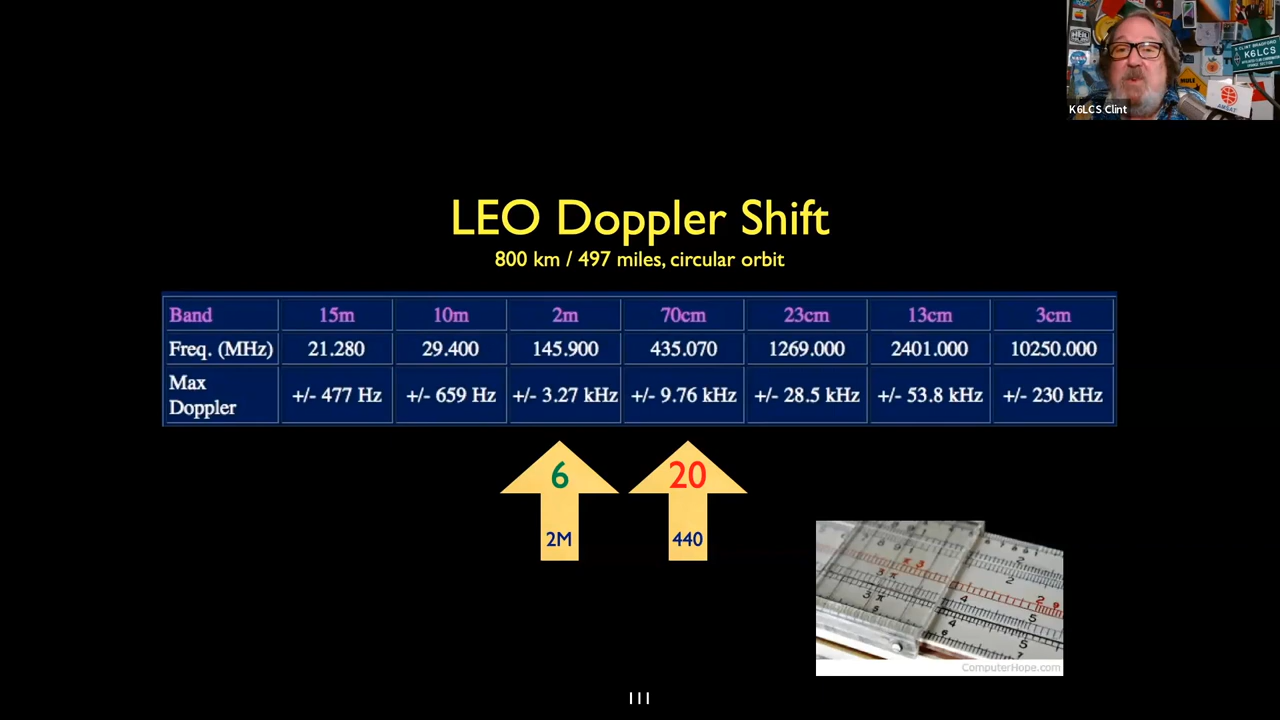 K6LCS
AMSAT
K6LCS Clint
LEO Doppler Shift
800 km / 497 miles, circular orbit
Band 15m 10m 2m 70cm 23cm 13cm 3cm
Freq. (MHz) 21.280 29.400 145.900 435.070 1269.000 2401.000 10250.000
Max
Doppler +/- 477 Hz +/- 659 Hz +/- 3.27 kHz +/- 9.76 kHz +/- 28.5 kHz +/- 53.8 kHz +/- 230 kHz
6 20
2M 440
ComputerHope.com
111